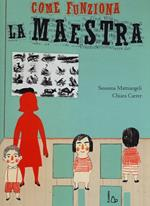 COME FUNZIONA
LA MAESTRA
Susanna Mattiangeli
Chiara Carrer